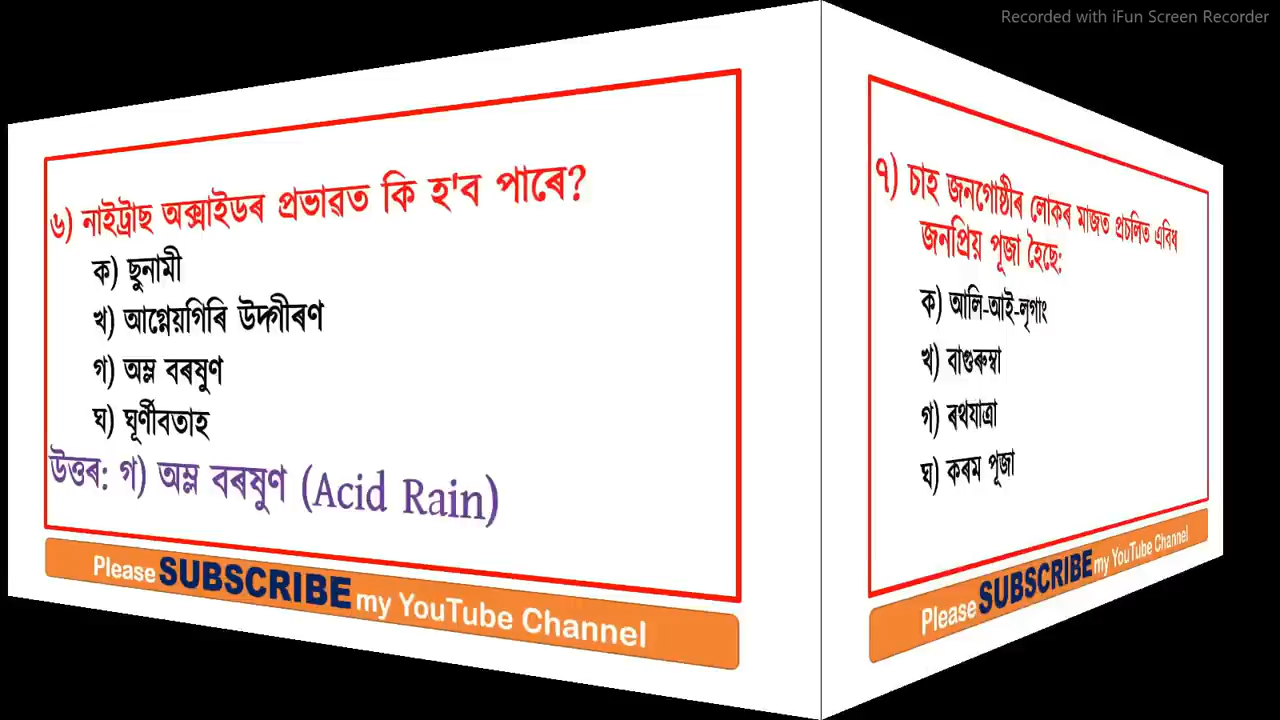 Recorded with iFun Screen Recorder
৬) নাইট্ৰাছ অক্সাইডৰ প্ৰভাৱত কি হ'ব পাৰে?
ক) ছুনামী
খ) আগ্নেয়গিৰি উদ্গীৰণ
গ) অম্ল বৰষুণ
ঘ) ঘূৰ্ণীবতাহ
উত্তৰ: গ) অম্ল বৰষুণ (Acid Rain)
Please SUBSCRIBE my YouTube Channel
৭) চাহ জনগোষ্ঠীৰ লোকৰ মাজত প্ৰচলিত এবিধ
জনপ্ৰিয় পূজা হৈছে:
ক) আলি-আই-লৃগাং
খ) বাগুৰুম্বা
গ) ৰথযাত্ৰা
ঘ) কৰম পূজা
Please SUBSCRIBE my YouTube Channel